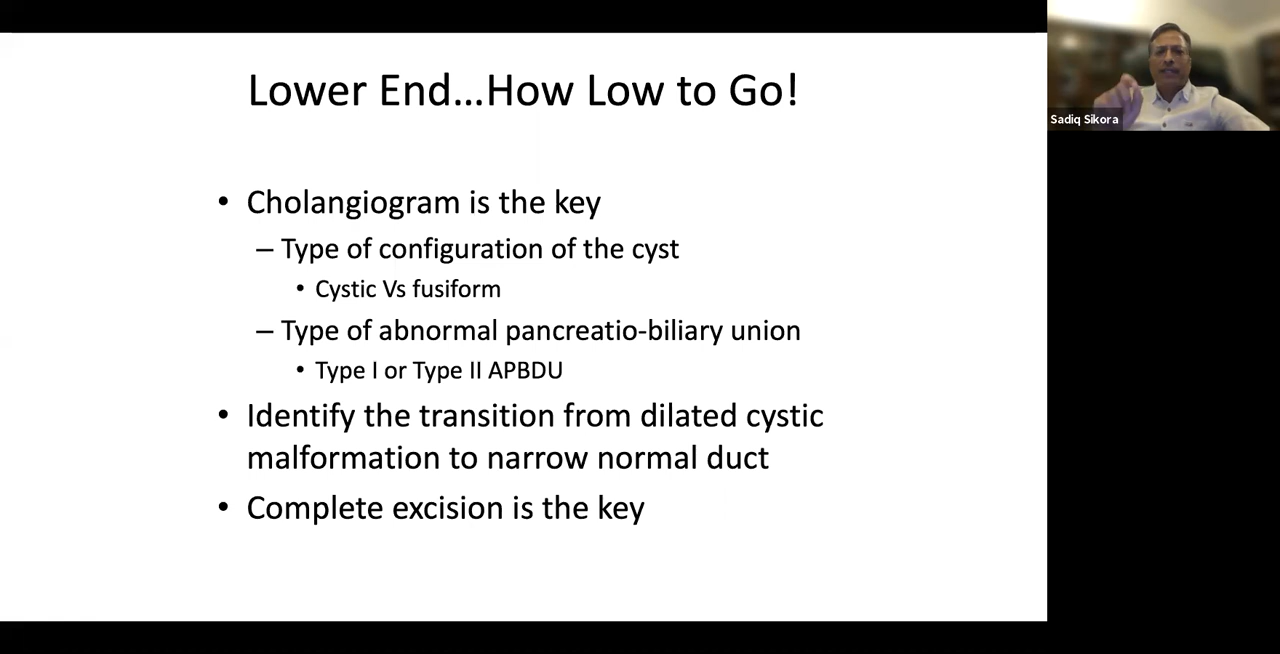 Lower End...How Low to Go!
• Cholangiogram is the key
– Type of configuration of the cyst
• Cystic Vs fusiform
– Type of abnormal pancreatio-biliary union
• Type I or Type II APBDU
• Identify the transition from dilated cystic
malformation to narrow normal duct
• Complete excision is the key
Sadiq Sikora